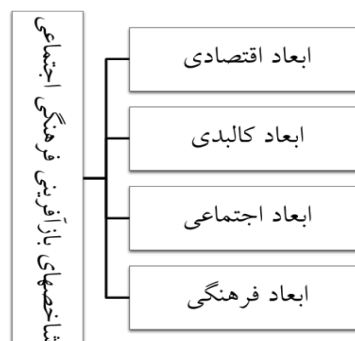 شاخصهای بازآفرینی فرهنگی اجتماعی
ابعاد اقتصادی
ابعاد کالبدی
ابعاد اجتماعی
ابعاد فرهنگی